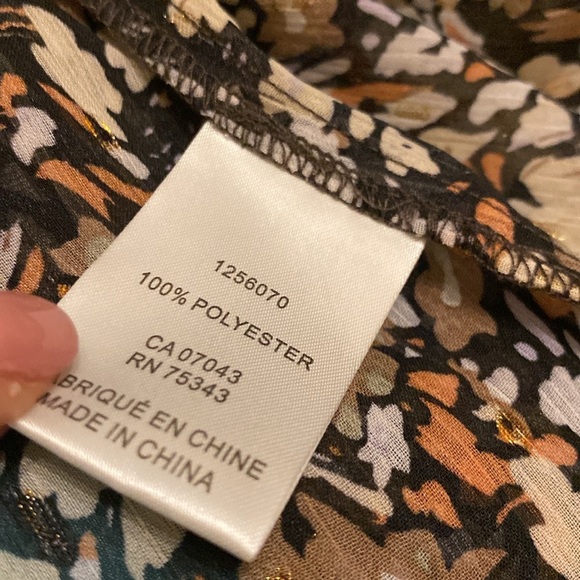 1256070
100% POLYESTER
CA 07043
RN 75343
ABRIQUÉ EN CHINE
MADE IN CHINA